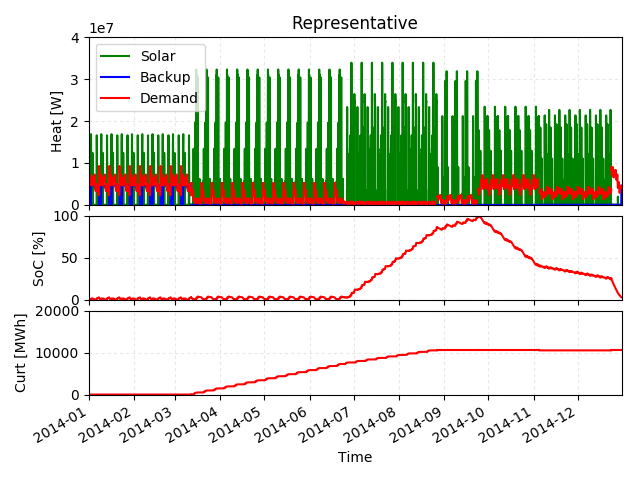 Representative
1e7
4
3
2
1
0
Heat [W]
Solar
Backup
Demand
100
50
0
SoC [%]
20000
10000
0
Curt [MWh]
2014-01
2014-02
2014-03
2014-04
2014-05
2014-06
2014-07
2014-08
2014-09
2014-10
2014-11
2014-12
Time